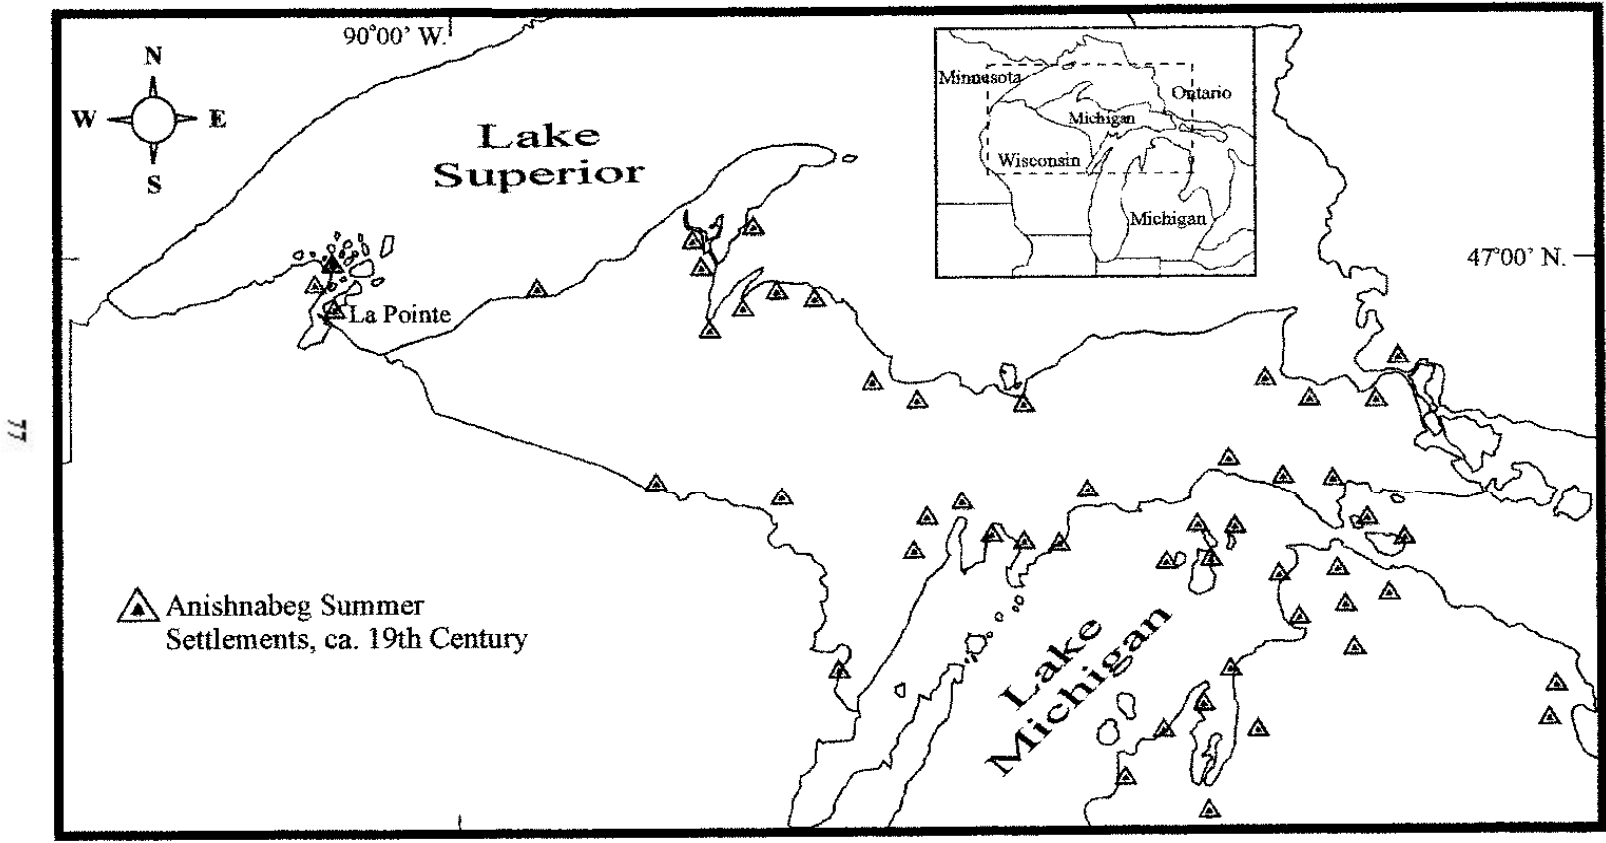 90°00' W.
N
W
E
S
Lake
Superior
Minnesota
Ontario
Michigan
Wisconsin
Michigan
47°00' N.
La Pointe
77
Anishnabeg Summer
Settlements, ca. 19th Century
Lake
Michigan